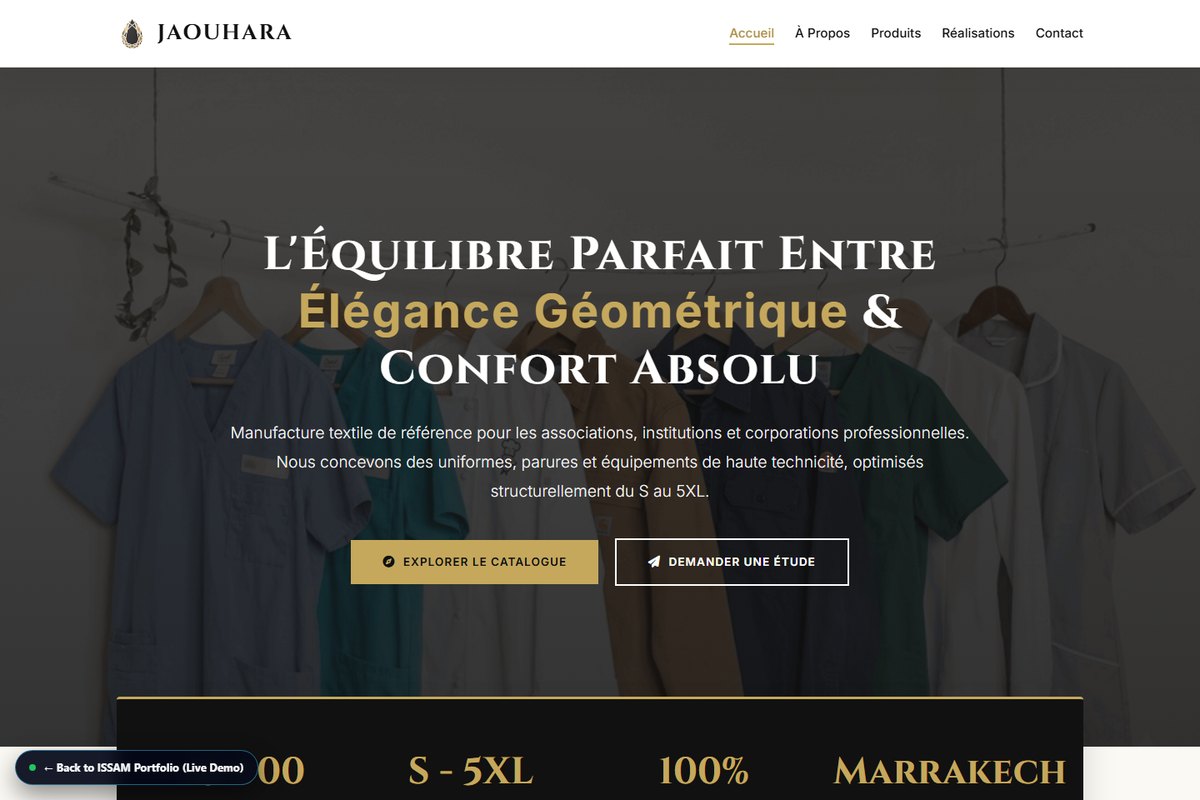 JAOUHARA
Accueil À Propos Produits Réalisations Contact
L'Équilibre Parfait Entre
Élégance Géométrique &
Confort Absolu
Manufacture textile de référence pour les associations, institutions et corporations professionnelles.
Nous concevons des uniformes, parures et équipements de haute technicité, optimisés
structurellement du S au 5XL.
EXPLORER LE CATALOGUE DEMANDER UNE ÉTUDE
00 S - 5XL 100% Marrakech
← Back to ISSAM Portfolio (Live Demo)